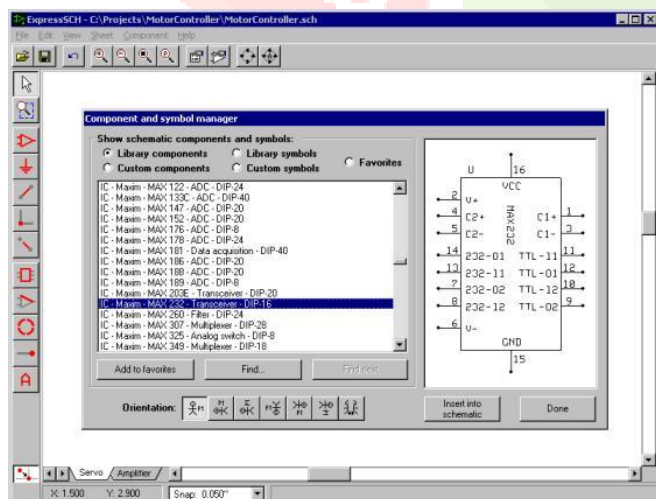 ExpressSCH - C:\Projects\MotorController\MotorController.sch
File Edit View Sheet Component Help
Component and symbol manager
Show schematic components and symbols:
Library components Library symbols Favorites
Custom components Custom symbols
IC - Maxim - MAX 122 - ADC - DIP-24
IC - Maxim - MAX 133C - ADC - DIP-40
IC - Maxim - MAX 147 - ADC - DIP-20
IC - Maxim - MAX 152 - ADC - DIP-20
IC - Maxim - MAX 176 - ADC - DIP-8
IC - Maxim - MAX 178 - ADC - DIP-24
IC - Maxim - MAX 181 - Data acquisition - DIP-40
IC - Maxim - MAX 186 - ADC - DIP-20
IC - Maxim - MAX 188 - ADC - DIP-20
IC - Maxim - MAX 189 - ADC - DIP-8
IC - Maxim - MAX 203E - Transceiver - DIP-20
IC - Maxim - MAX 232 - Transceiver - DIP-16
IC - Maxim - MAX 260 - Filter - DIP-24
IC - Maxim - MAX 307 - Multiplexer - DIP-28
IC - Maxim - MAX 325 - Analog switch - DIP-8
IC - Maxim - MAX 349 - Multiplexer - DIP-18
Add to favorites Find... Find next
Orientation:
U 16
VCC
MAX232
2 V+
4 C2+ C1+ 1
5 C2- C1- 3
14 232-O1 TTL-I1 11
13 232-I1 TTL-O1 12
7 232-O2 TTL-I2 10
8 232-I2 TTL-O2 9
6 V-
GND
15
Insert into schematic Done
A
Servo Amplifier
X: 1.500 Y: 2.900 Snap: 0.050"